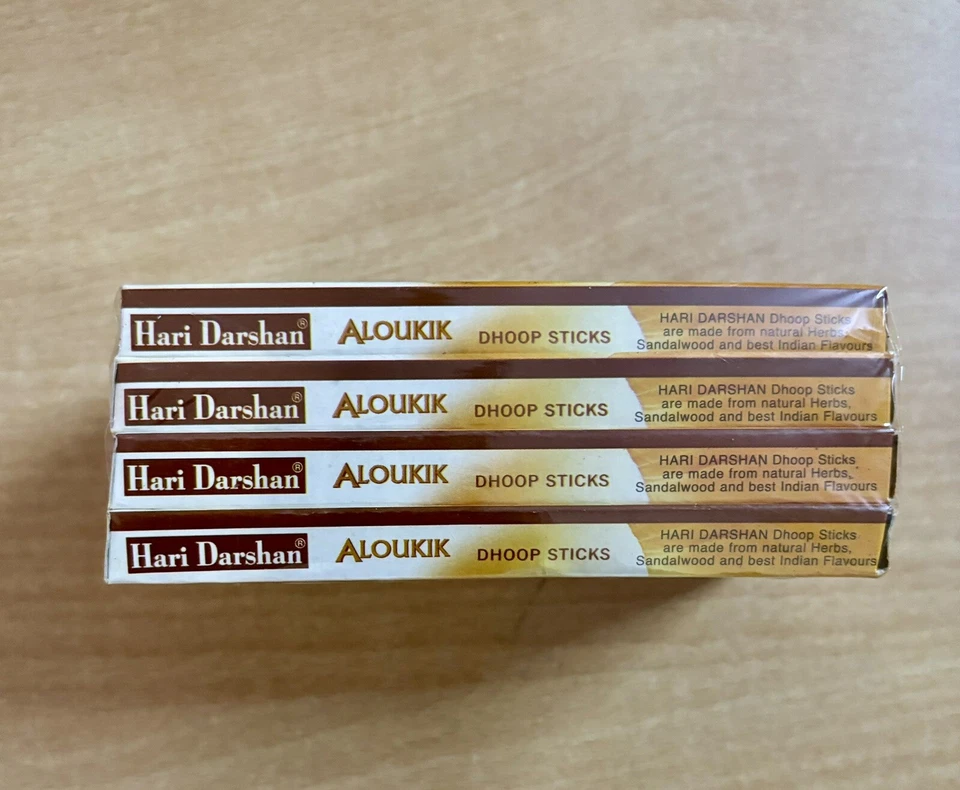 Hari Darshan® ALOUKIK DHOOP STICKS HARI DARSHAN Dhoop Sticks
are made from natural Herbs,
Sandalwood and best Indian Flavours
Hari Darshan® ALOUKIK DHOOP STICKS HARI DARSHAN Dhoop Sticks
are made from natural Herbs,
Sandalwood and best Indian Flavours
Hari Darshan® ALOUKIK DHOOP STICKS HARI DARSHAN Dhoop Sticks
are made from natural Herbs,
Sandalwood and best Indian Flavours
Hari Darshan® ALOUKIK DHOOP STICKS HARI DARSHAN Dhoop Sticks
are made from natural Herbs,
Sandalwood and best Indian Flavours